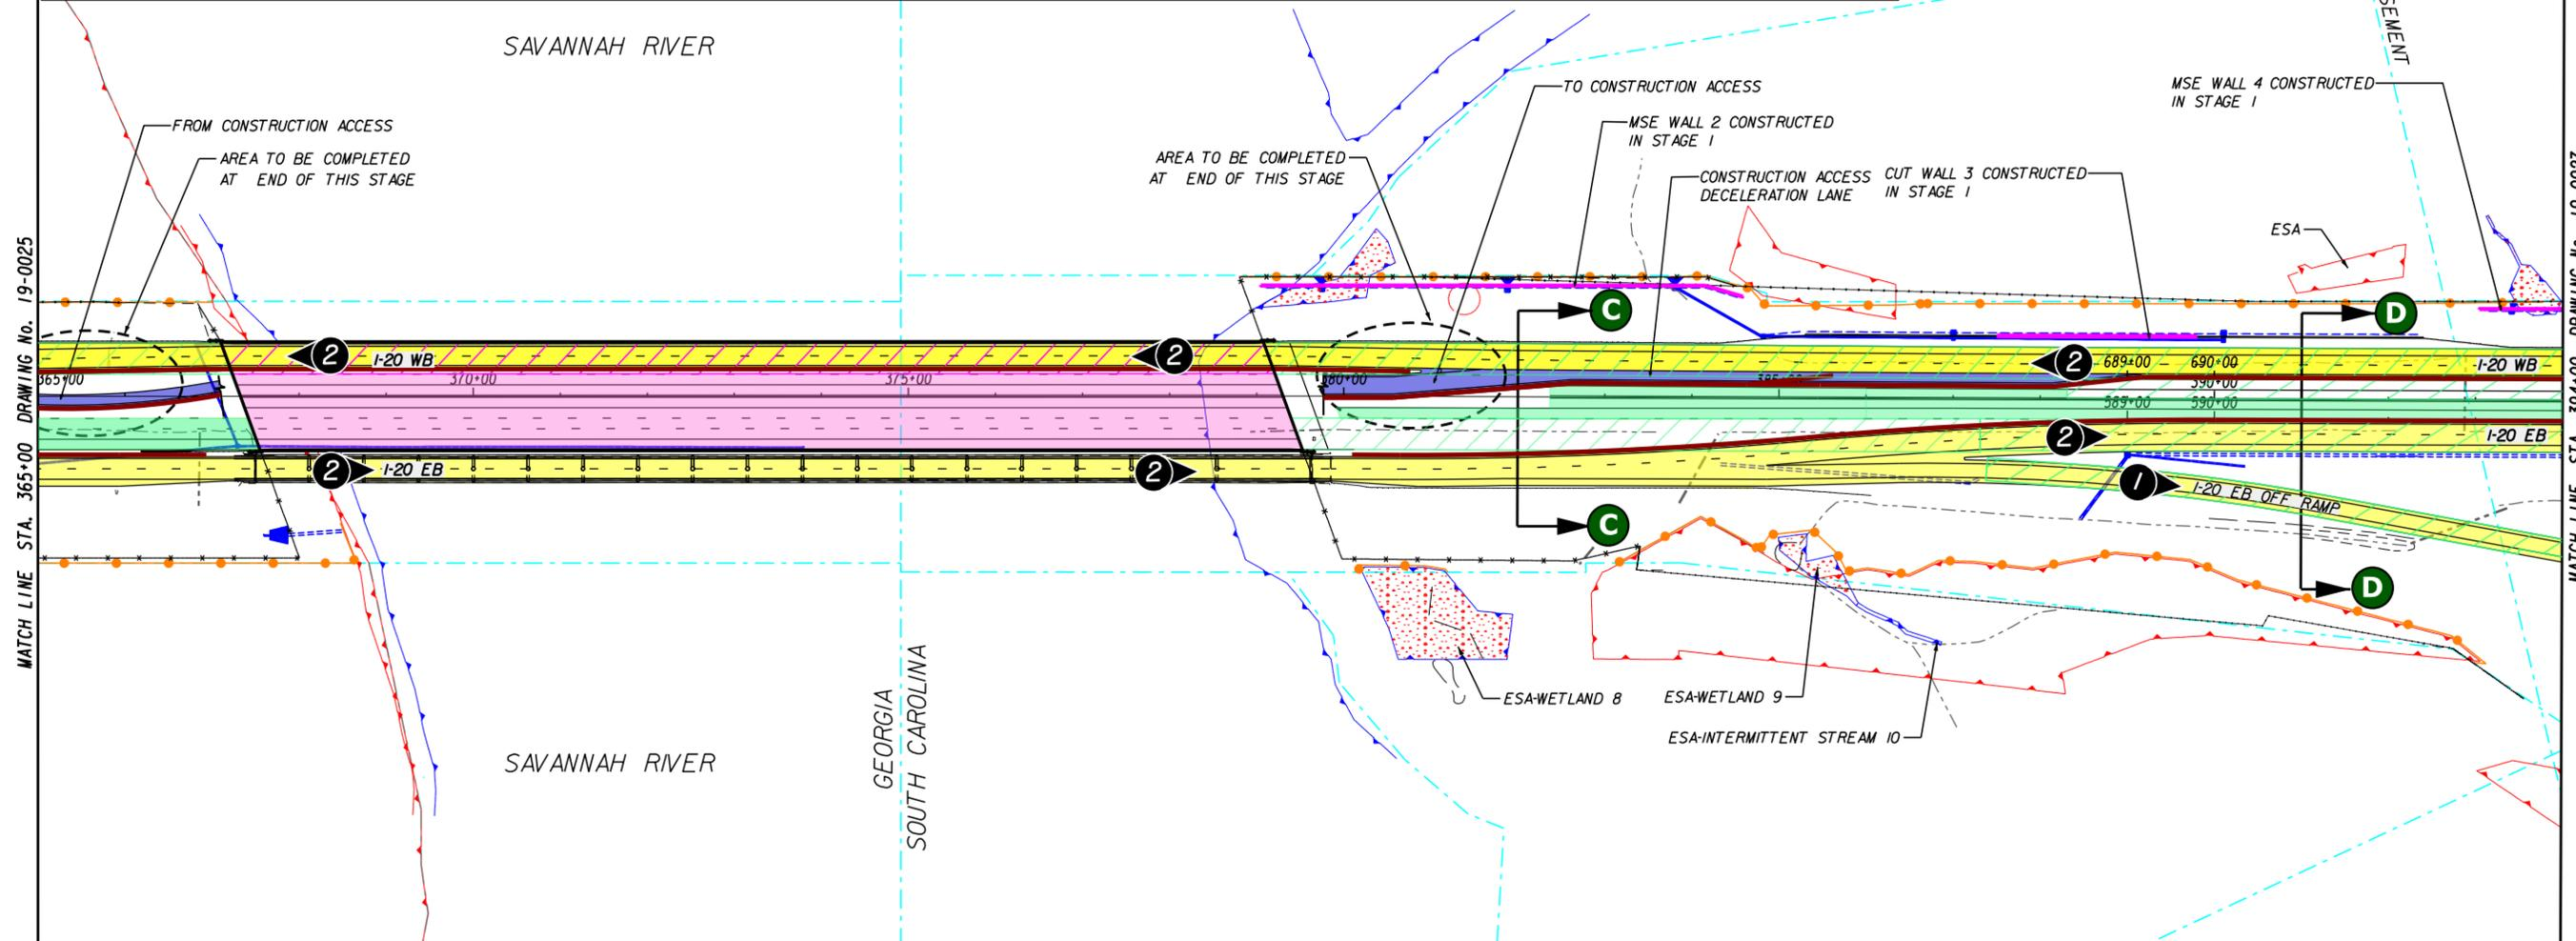 SAVANNAH RIVER
SEMENT
MSE WALL 4 CONSTRUCTED
IN STAGE 1
TO CONSTRUCTION ACCESS
FROM CONSTRUCTION ACCESS
MSE WALL 2 CONSTRUCTED
IN STAGE 1
AREA TO BE COMPLETED
AT END OF THIS STAGE
AREA TO BE COMPLETED
AT END OF THIS STAGE
CONSTRUCTION ACCESS
DECELERATION LANE
CUT WALL 3 CONSTRUCTED
IN STAGE 1
ESA
C
D
2
I-20 WB
2
2
689+00
690+00
I-20 WB
365+00
370+00
375+00
380+00
590+00
589+00
590+00
2
I-20 EB
2
I-20 EB
2
1
I-20 EB OFF RAMP
C
D
ESA-WETLAND 8
ESA-WETLAND 9
ESA-INTERMITTENT STREAM 10
SAVANNAH RIVER
GEORGIA
SOUTH CAROLINA
MATCH LINE STA. 365+00 DRAWING No. 19-0025